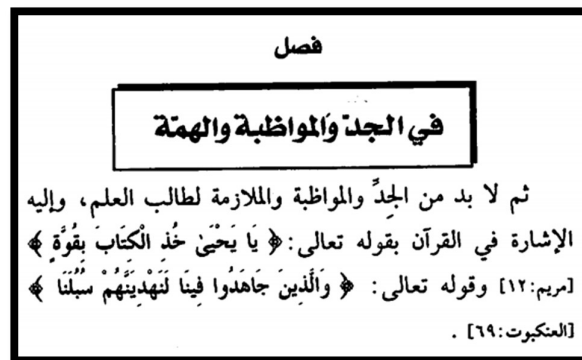 فصل
في الجدّ والمواظبة والهمّة
ثم لا بد من الجِدِّ والمواظبة والملازمة لطالب العلم، وإليه
الإشارة في القرآن بقوله تعالى: ﴿ يَا يَحْيَىٰ خُذِ الْكِتَابَ بِقُوَّةٍ ﴾
[مريم:١٢] وقوله تعالى: ﴿ وَالَّذِينَ جَاهَدُوا فِينَا لَنَهْدِيَنَّهُمْ سُبُلَنَا ﴾
[العنكبوت:٦٩] .